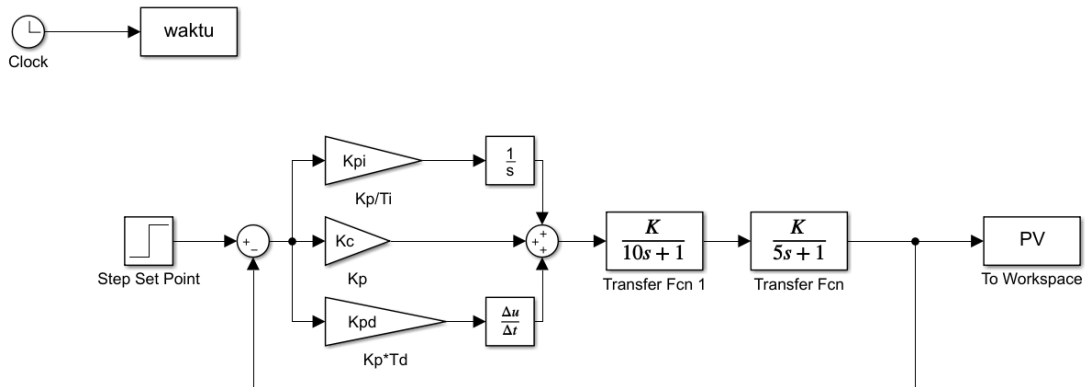 waktu
Clock
Kpi
1
s
Kp/Ti
Step Set Point
+
−
Kc
Kp
+
+
+
K
10s + 1
Transfer Fcn 1
K
5s + 1
Transfer Fcn
PV
To Workspace
Kpd
Δu
Δt
Kp*Td